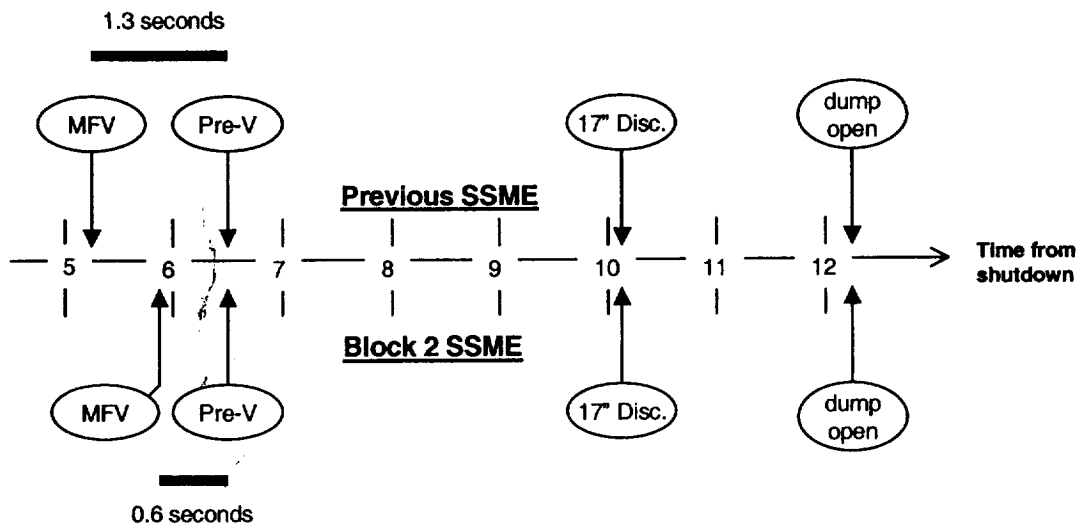 1.3 seconds
MFV
Pre-V
17" Disc.
dump
open
Previous SSME
5
6
7
8
9
10
11
12
Time from
shutdown
Block 2 SSME
MFV
Pre-V
17" Disc.
dump
open
0.6 seconds